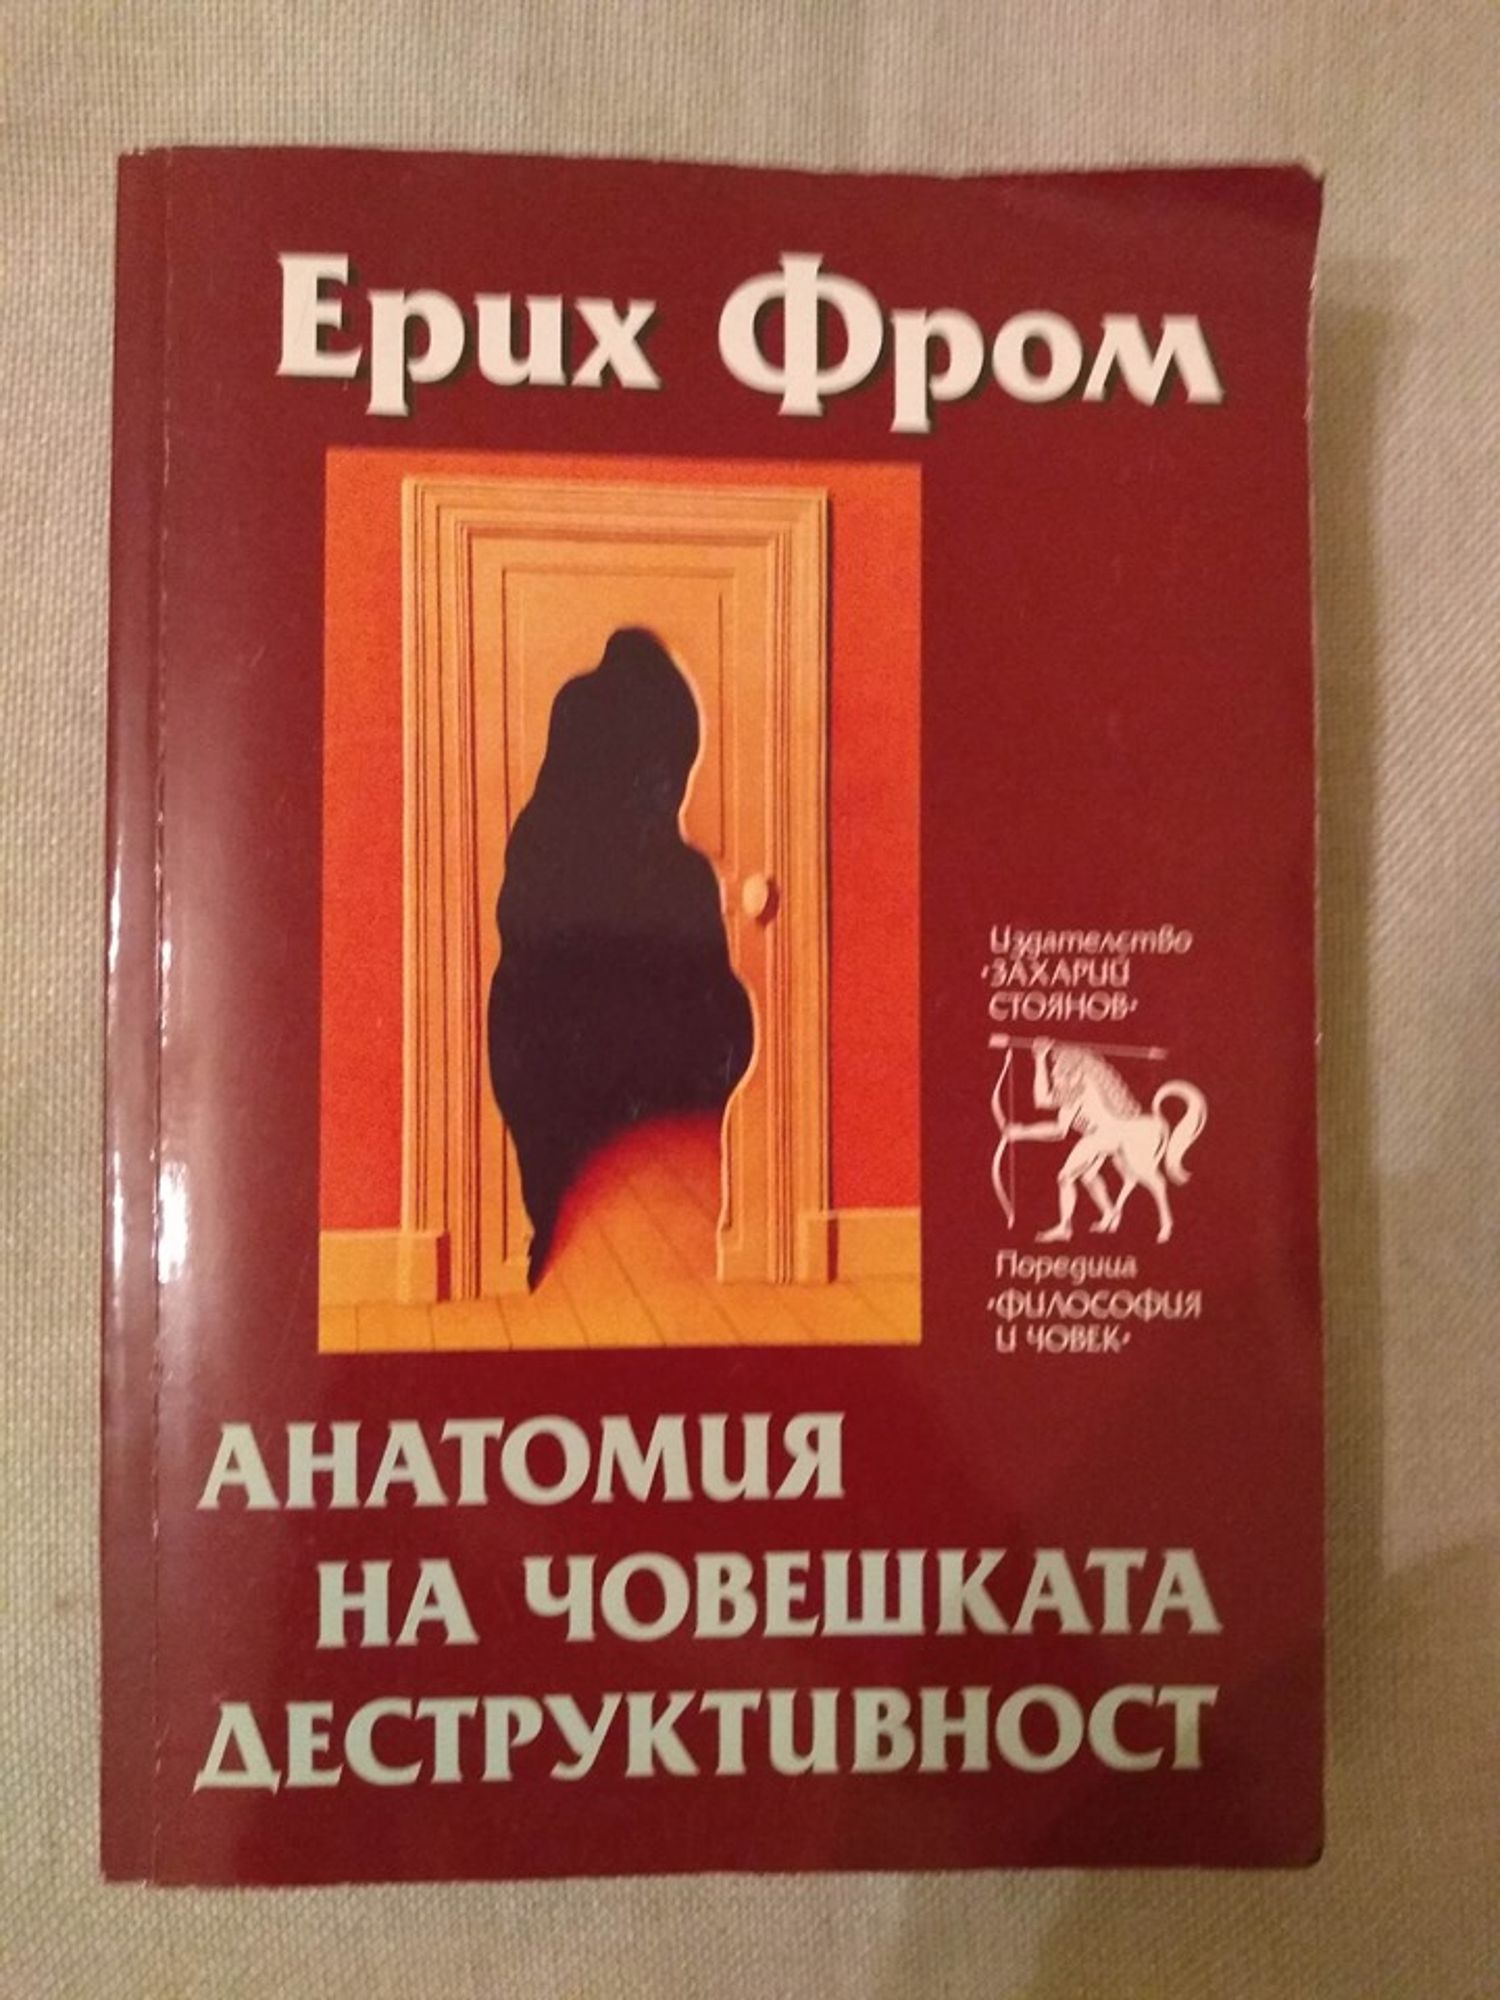 Ерих Фром
Издателство
«ЗАХАРИЙ
СТОЯНОВ»
Поредица
«ФИЛОСОФИЯ
И ЧОВЕК»
АНАТОМИЯ
НА ЧОВЕШКАТА
ДЕСТРУКТИВНОСТ